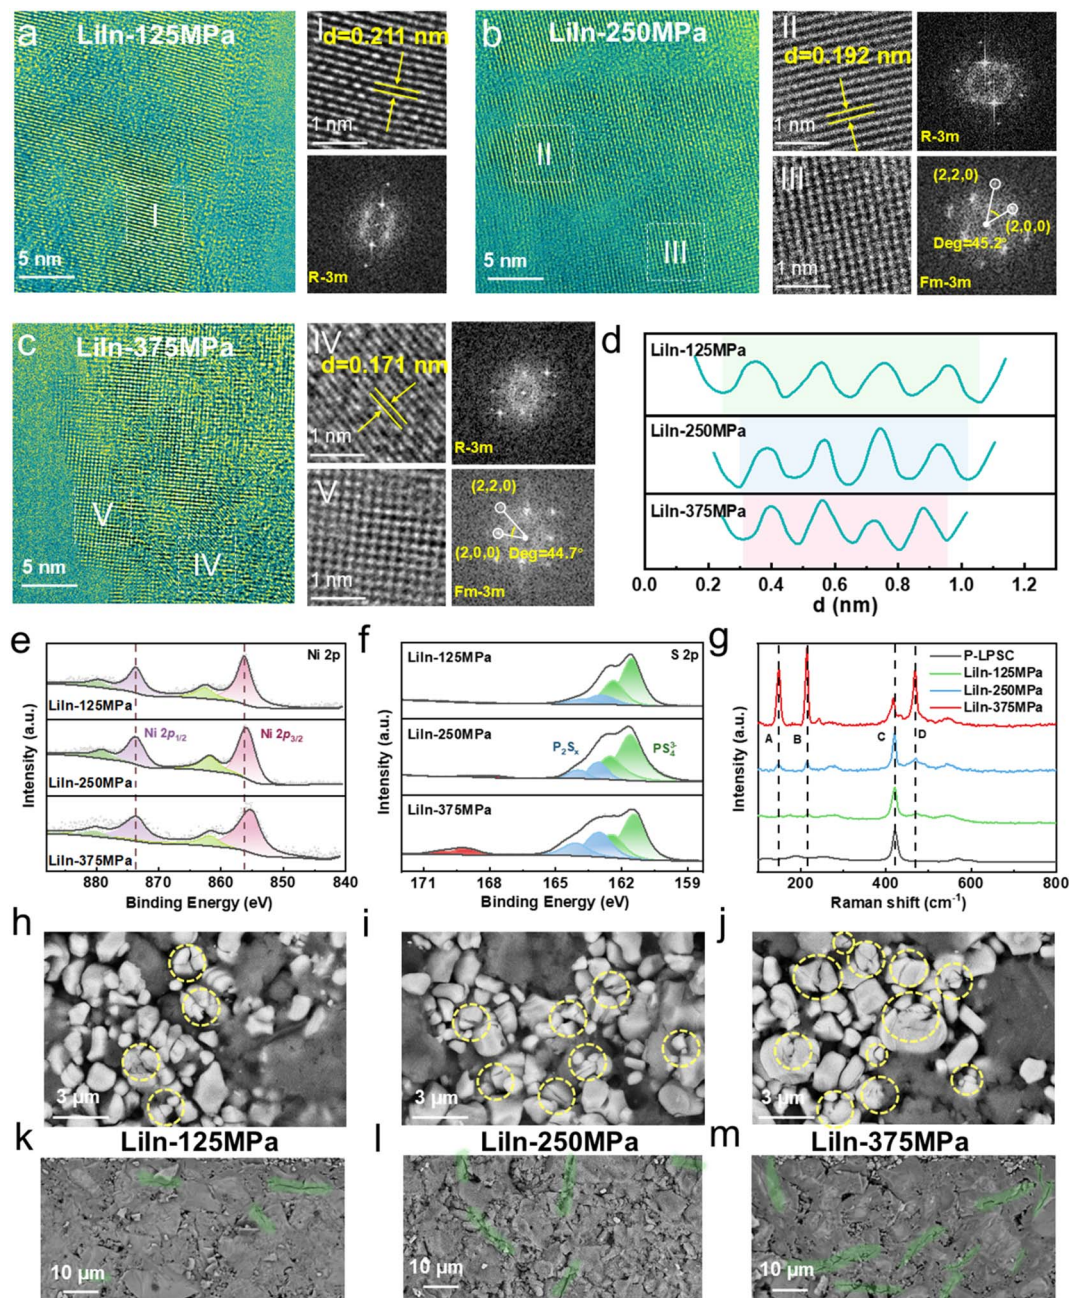 a
LiIn-125MPa
I
5 nm
I
d=0.211 nm
1 nm
R-3m
b
LiIn-250MPa
II
III
5 nm
II
d=0.192 nm
1 nm
R-3m
III
1 nm
(2,2,0)
(2,0,0)
Deg=45.2°
Fm-3m
c
LiIn-375MPa
V
IV
5 nm
IV
d=0.171 nm
1 nm
R-3m
V
1 nm
(2,2,0)
(2,0,0) Deg=44.7°
Fm-3m
d
LiIn-125MPa
LiIn-250MPa
LiIn-375MPa
0.0 0.2 0.4 0.6 0.8 1.0 1.2
d (nm)
e
Ni 2p
LiIn-125MPa
Ni 2p1/2 Ni 2p3/2
LiIn-250MPa
LiIn-375MPa
Intensity (a.u.)
880 870 860 850 840
Binding Energy (eV)
f
LiIn-125MPa S 2p
LiIn-250MPa
P₂Sₓ PS₄³⁻
LiIn-375MPa
Intensity (a.u.)
171 168 165 162 159
Binding Energy (eV)
g
P-LPSC
LiIn-125MPa
LiIn-250MPa
LiIn-375MPa
A B C D
Intensity (a.u.)
200 400 600 800
Raman shift (cm⁻¹)
h
3 μm
i
3 μm
j
3 μm
k
LiIn-125MPa
10 μm
l
LiIn-250MPa
10 μm
m
LiIn-375MPa
10 μm